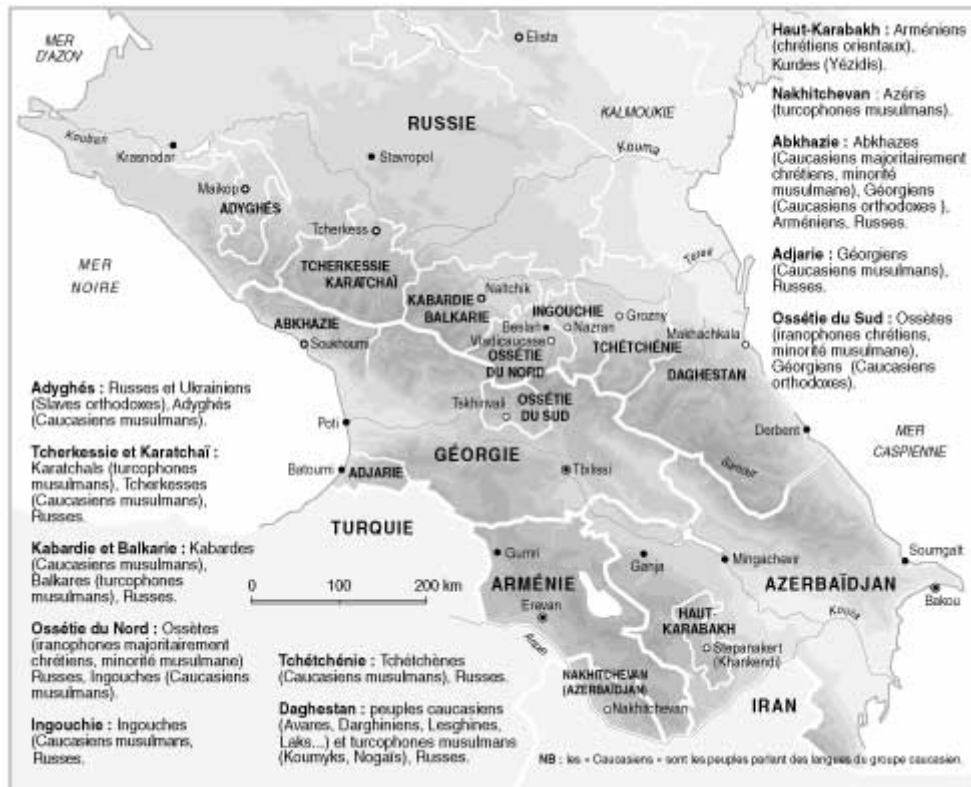 MER
D'AZOV
Elista
Haut-Karabakh : Arméniens
(chrétiens orientaux),
Kurdes (Yézidis).
Nakhitchevan : Azéris
(turcophones musulmans).
Abkhazie : Abkhazes
(Caucasiens majoritairement
chrétiens, minorité
musulmane), Géorgiens
(Caucasiens orthodoxes ),
Arméniens, Russes.
Adjarie : Géorgiens
(Caucasiens musulmans),
Russes.
Ossétie du Sud : Ossètes
(iranophones chrétiens,
minorité musulmane),
Géorgiens (Caucasiens
orthodoxes).
KALMOUKIE
RUSSIE
Kouban
Kouma
Krasnodar
Stavropol
Maikop
ADYGHÉS
Tcherkess
Terek
MER
NOIRE
TCHERKESSIE
KARATCHAÏ
KABARDIE
BALKARIE
Naltchik
INGOUCHIE
Beslan
Nazran
Grozny
Vladicaucase
TCHÉTCHÉNIE
Makhachkala
ABKHAZIE
Soukhoumi
OSSÉTIE
DU NORD
DAGHESTAN
OSSÉTIE
DU SUD
Tskhinvali
Adyghés : Russes et Ukrainiens
(Slaves orthodoxes), Adyghés
(Caucasiens musulmans).
Poti
Derbent
MER
CASPIENNE
Tcherkessie et Karatchaï :
Karatchaïs (turcophones
musulmans), Tcherkesses
(Caucasiens musulmans),
Russes.
Batoumi
ADJARIE
GÉORGIE
Tbilissi
Samour
TURQUIE
Kabardie et Balkarie : Kabardes
(Caucasiens musulmans),
Balkares (turcophones
musulmans), Russes.
0 100 200 km
Gumri
ARMÉNIE
Erevan
Ganja
Mingachevir
AZERBAÏDJAN
Soumgaït
Bakou
Koura
HAUT-
KARABAKH
Stepanakert
(Khankendi)
Ossétie du Nord : Ossètes
(iranophones majoritairement
chrétiens, minorité musulmane)
Russes, Ingouches (Caucasiens
musulmans).
Ingouchie : Ingouches
(Caucasiens musulmans,
Russes.
Tchétchénie : Tchétchènes
(Caucasiens musulmans), Russes.
Daghestan : peuples caucasiens
(Avares, Darghiniens, Lesghines,
Laks...) et turcophones musulmans
(Koumyks, Nogaïs), Russes.
Araxe
NAKHITCHEVAN
(AZERBAÏDJAN)
Nakhitchevan
IRAN
NB : les « Caucasiens » sont les peuples parlant des langues du groupe caucasien.